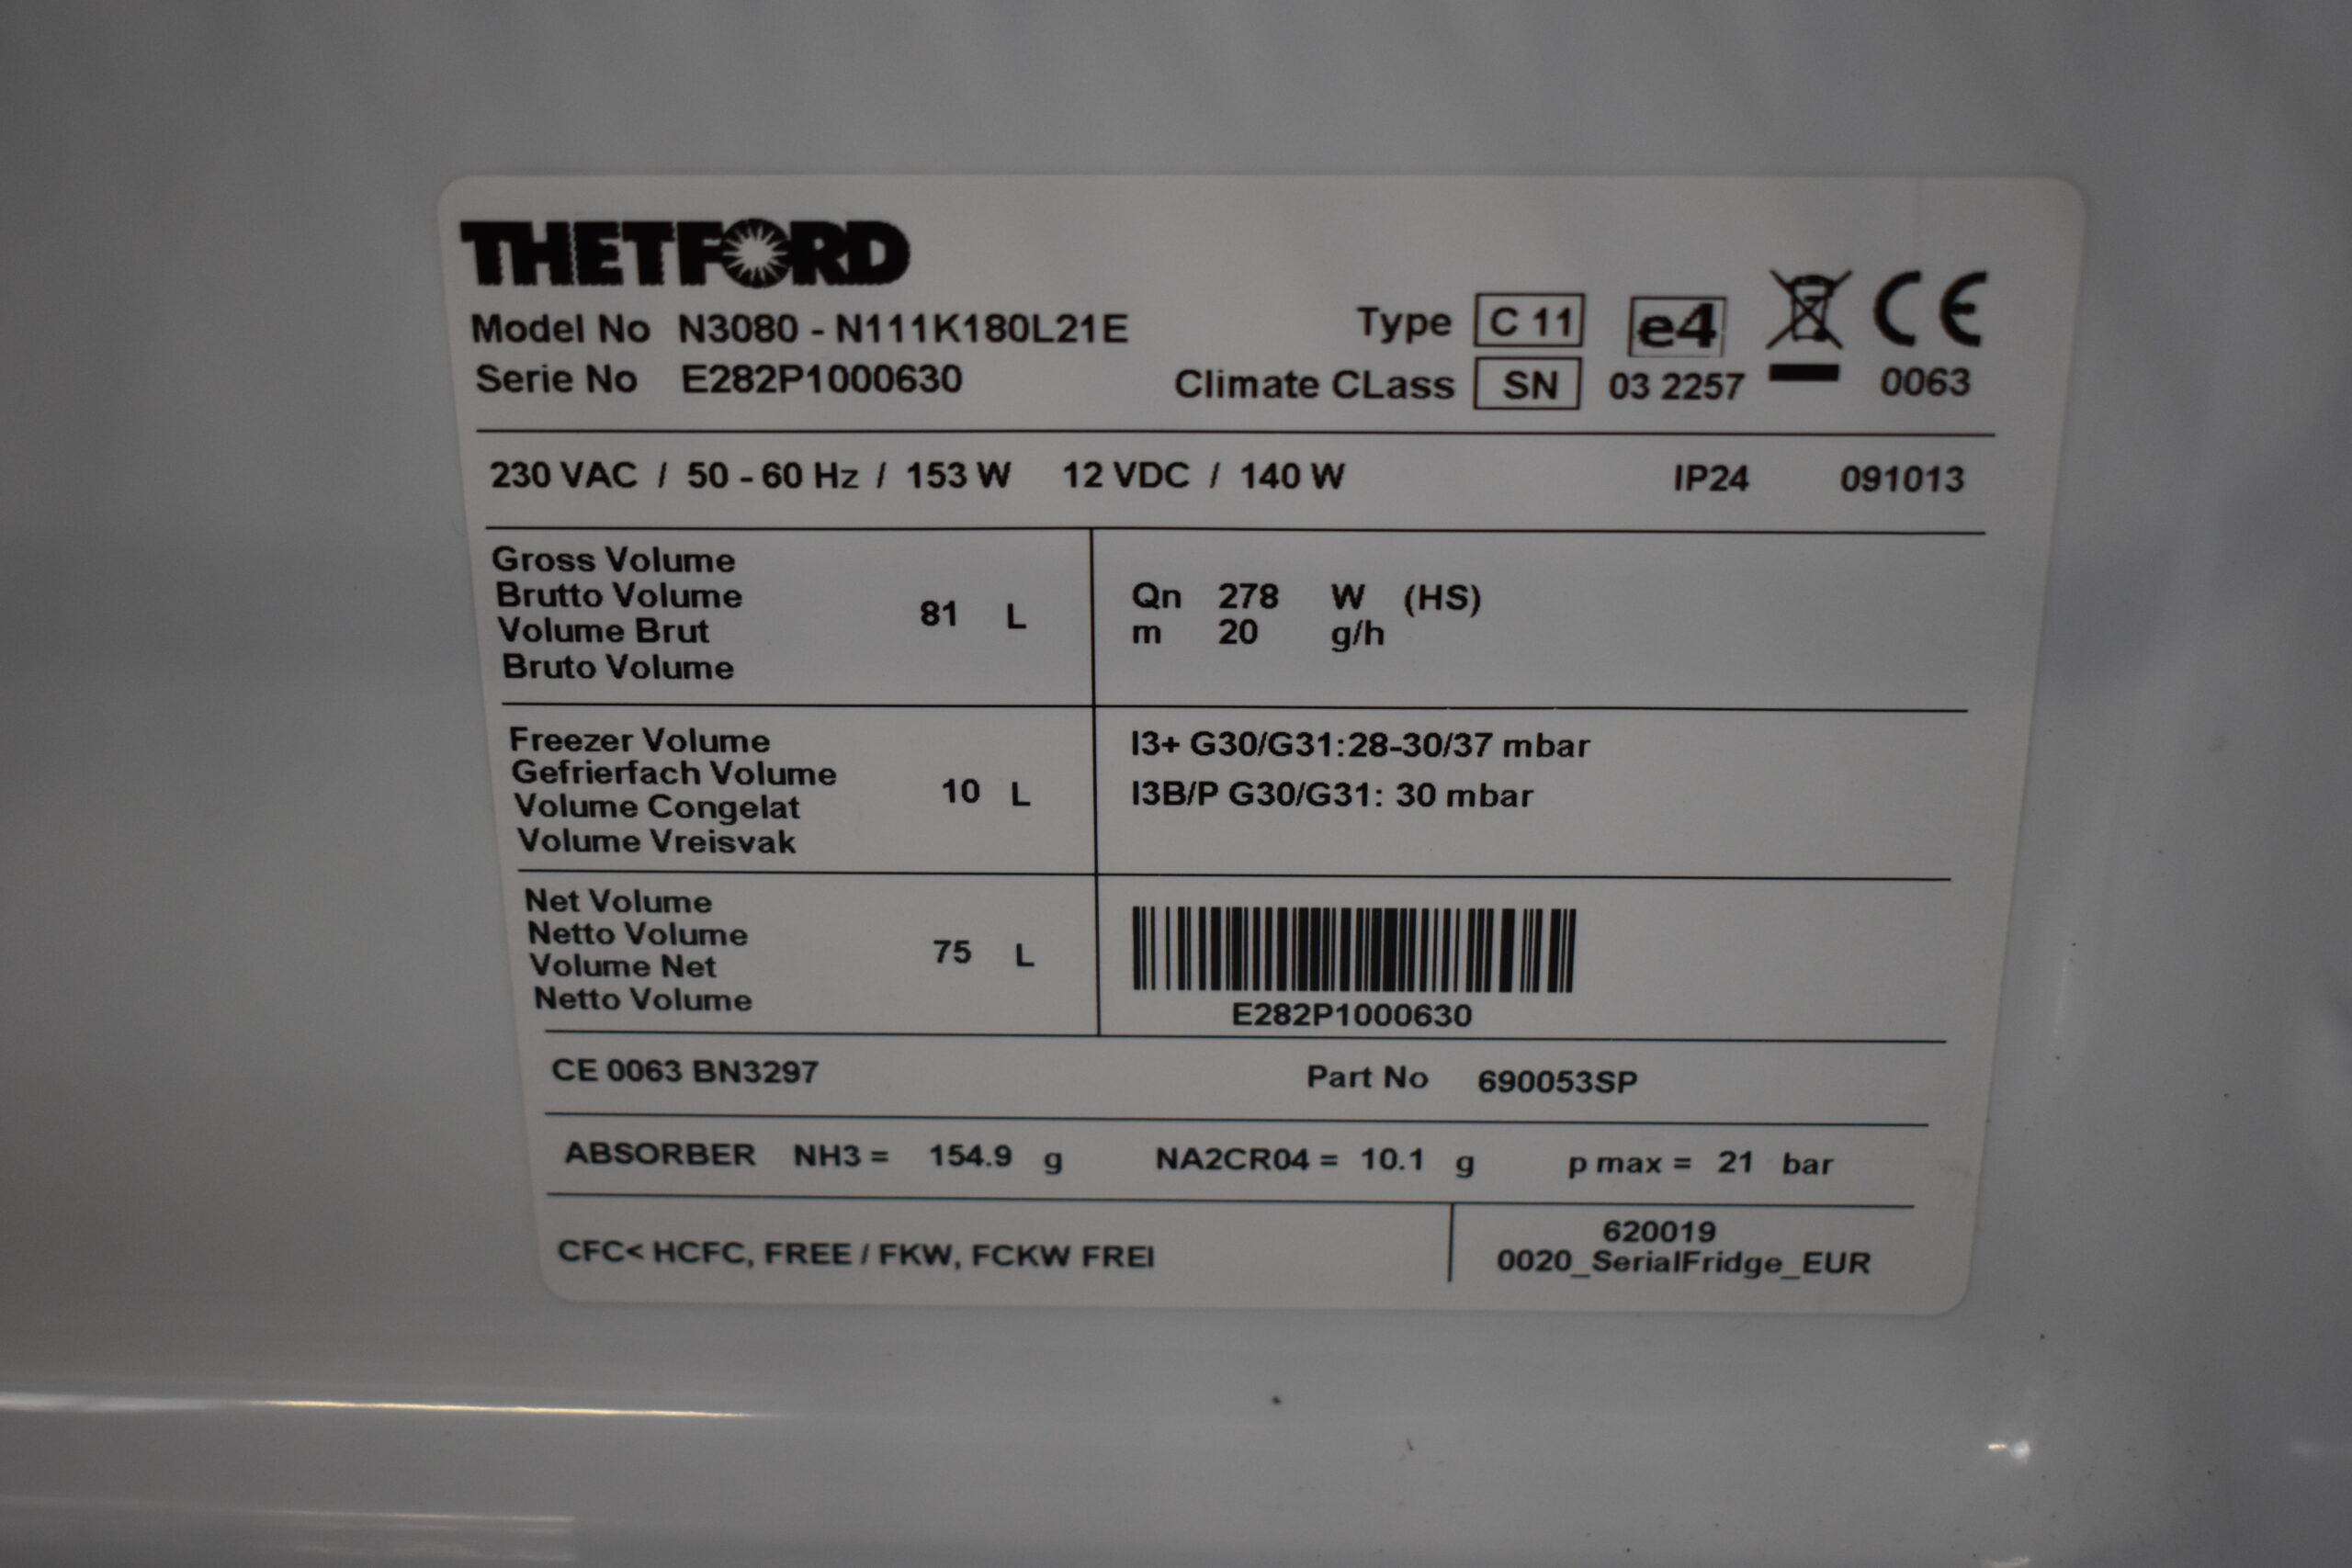 THETFORD
Model No N3080 - N111K180L21E
Serie No E282P1000630
Type C 11
Climate CLass SN
e4
03 2257
CE
0063
230 VAC / 50 - 60 Hz / 153 W 12 VDC / 140 W IP24 091013
Gross Volume
Brutto Volume
Volume Brut
Bruto Volume
81 L
Qn 278 W (HS)
m 20 g/h
Freezer Volume
Gefrierfach Volume
Volume Congelat
Volume Vreisvak
10 L
I3+ G30/G31:28-30/37 mbar
I3B/P G30/G31: 30 mbar
Net Volume
Netto Volume
Volume Net
Netto Volume
75 L
E282P1000630
CE 0063 BN3297 Part No 690053SP
ABSORBER NH3 = 154.9 g NA2CR04 = 10.1 g p max = 21 bar
CFC< HCFC, FREE / FKW, FCKW FREI
620019
0020_SerialFridge_EUR